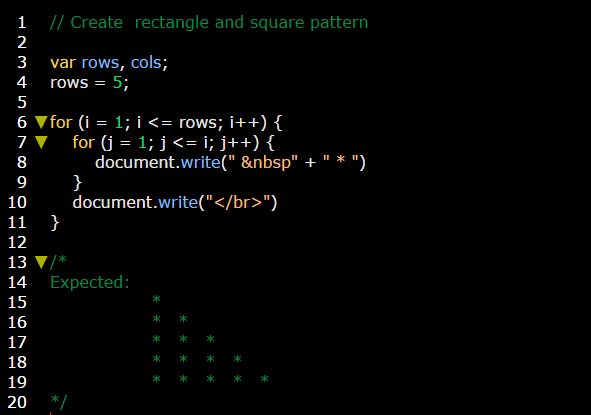 1 // Create  rectangle and square pattern
2
3 var rows, cols;
4 rows = 5;
5
6 for (i = 1; i <= rows; i++) {
7     for (j = 1; j <= i; j++) {
8         document.write(" &nbsp" + " * ")
9     }
10     document.write("</br>")
11 }
12
13 /*
14 Expected:
15 *
16 * *
17 * * *
18 * * * *
19 * * * * *
20 */